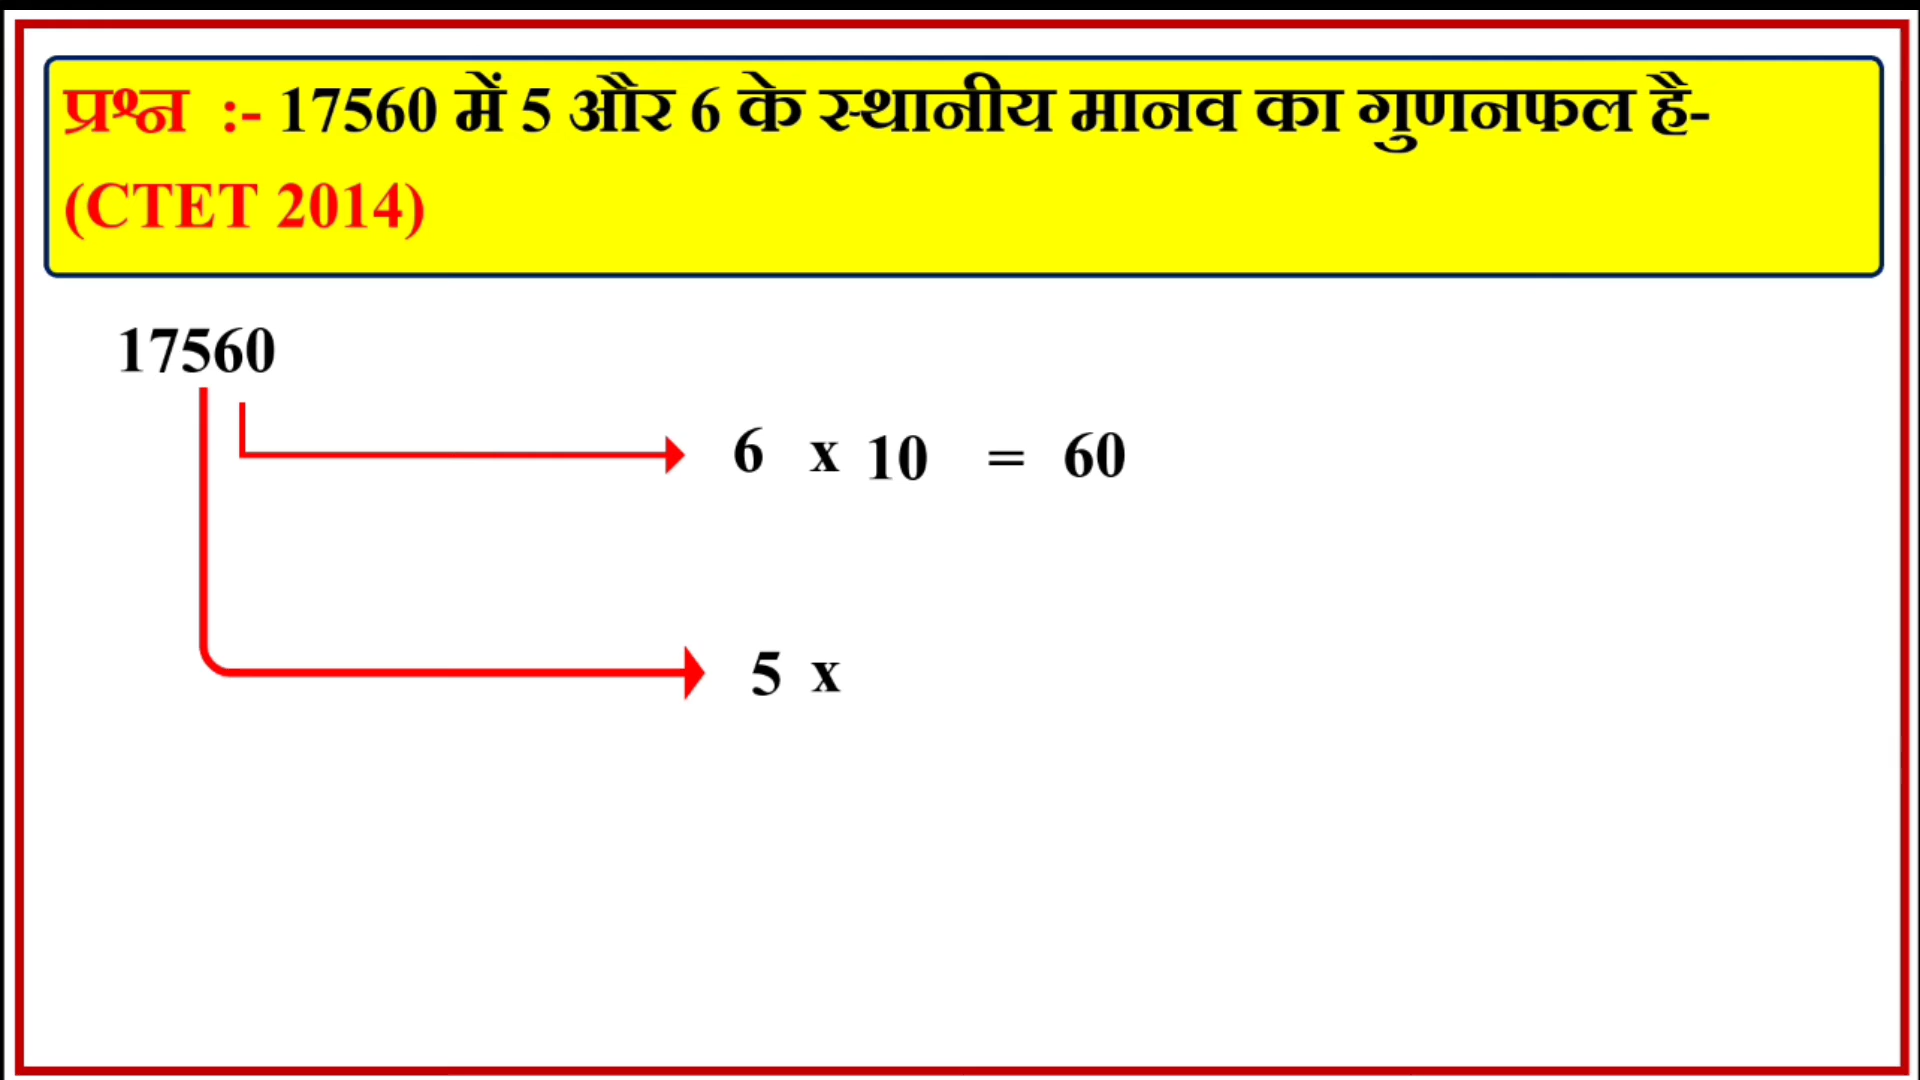 प्रश्न :- 17560 में 5 और 6 के स्थानीय मानव का गुणनफल है-
(CTET 2014)
17560
6 x 10 = 60
5 x